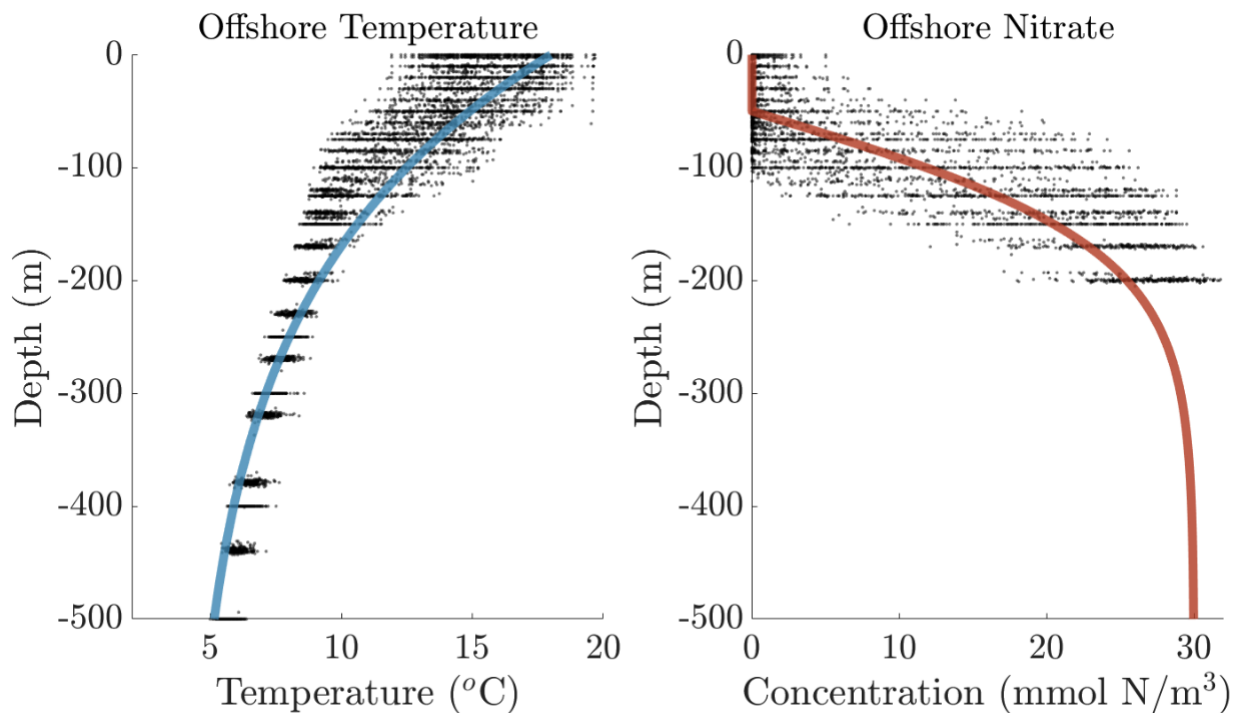 Offshore Temperature
0
-100
-200
-300
-400
-500
Depth (m)
5 10 15 20
Temperature (°C)
Offshore Nitrate
0
-100
-200
-300
-400
-500
Depth (m)
0 10 20 30
Concentration (mmol N/m³)